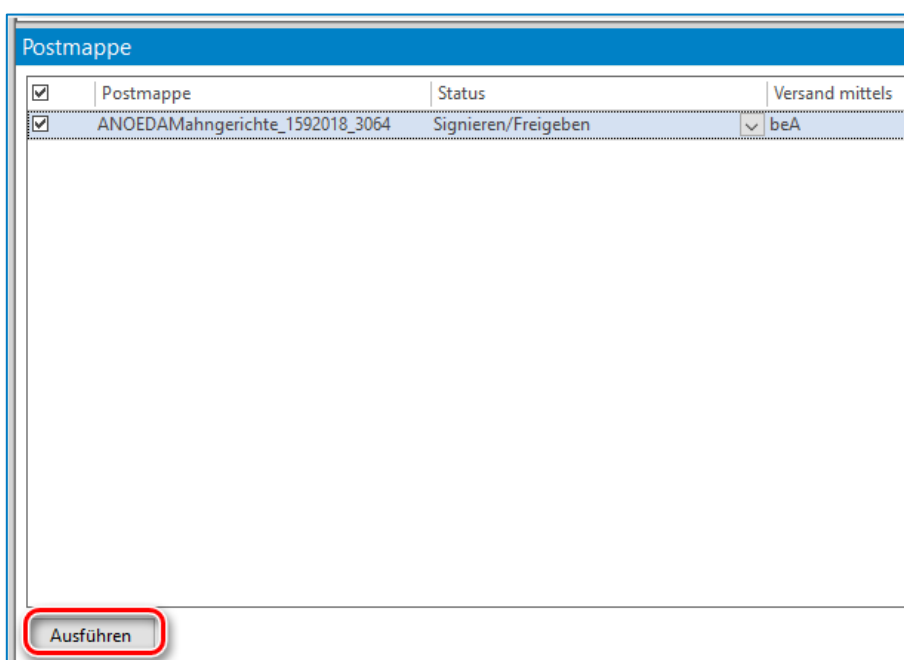 Postmappe
Postmappe Status Versand mittels
ANOEDAMahngerichte_1592018_3064 Signieren/Freigeben beA
Ausführen